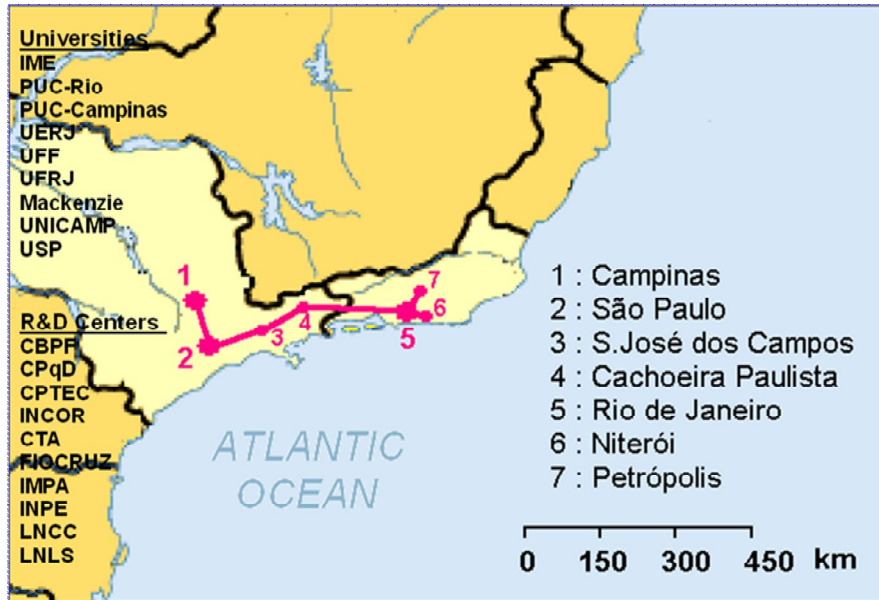 Universities
IME
PUC-Rio
PUC-Campinas
UERJ
UFF
UFRJ
Mackenzie
UNICAMP
USP
R&D Centers
CBPF
CPqD
CPTEC
INCOR
CTA
FIOCRUZ
IMPA
INPE
LNCC
LNLS
1
2
3
4
5
6
7
ATLANTIC
OCEAN
1 : Campinas
2 : São Paulo
3 : S.José dos Campos
4 : Cachoeira Paulista
5 : Rio de Janeiro
6 : Niterói
7 : Petrópolis
0 150 300 450 km